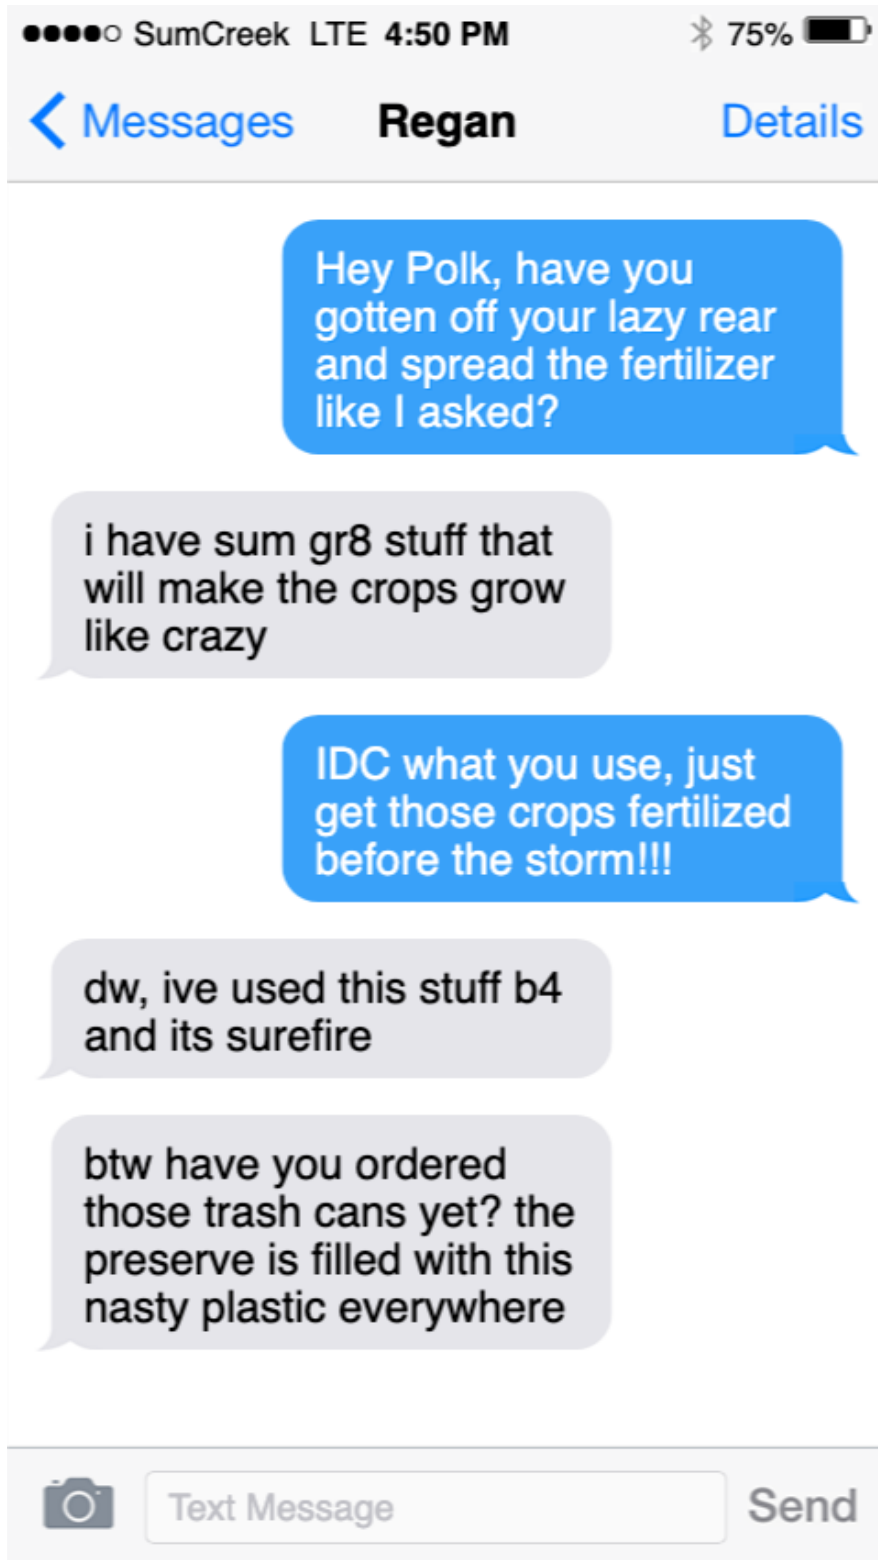 SumCreek LTE 4:50 PM 75%
Messages Regan Details
Hey Polk, have you
gotten off your lazy rear
and spread the fertilizer
like I asked?
i have sum gr8 stuff that
will make the crops grow
like crazy
IDC what you use, just
get those crops fertilized
before the storm!!!
dw, ive used this stuff b4
and its surefire
btw have you ordered
those trash cans yet? the
preserve is filled with this
nasty plastic everywhere
Text Message Send